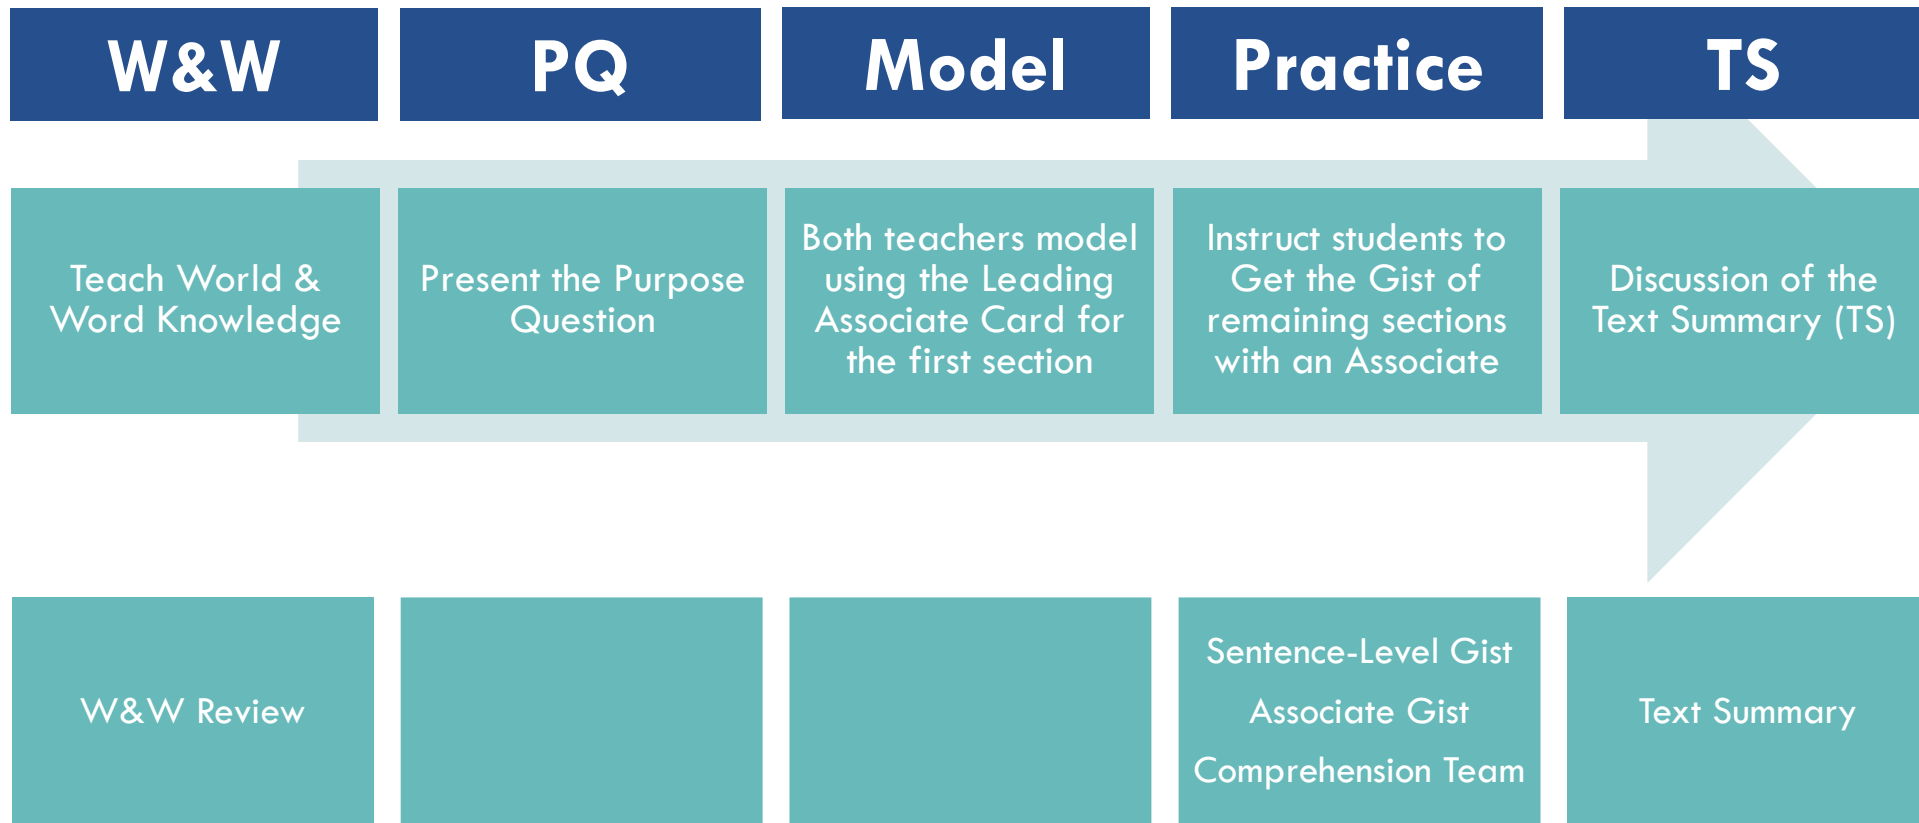 W&W
PQ
Model
Practice
TS
Teach World &
Word Knowledge
Present the Purpose
Question
Both teachers model
using the Leading
Associate Card for
the first section
Instruct students to
Get the Gist of
remaining sections
with an Associate
Discussion of the
Text Summary (TS)
W&W Review
Sentence-Level Gist
Associate Gist
Comprehension Team
Text Summary